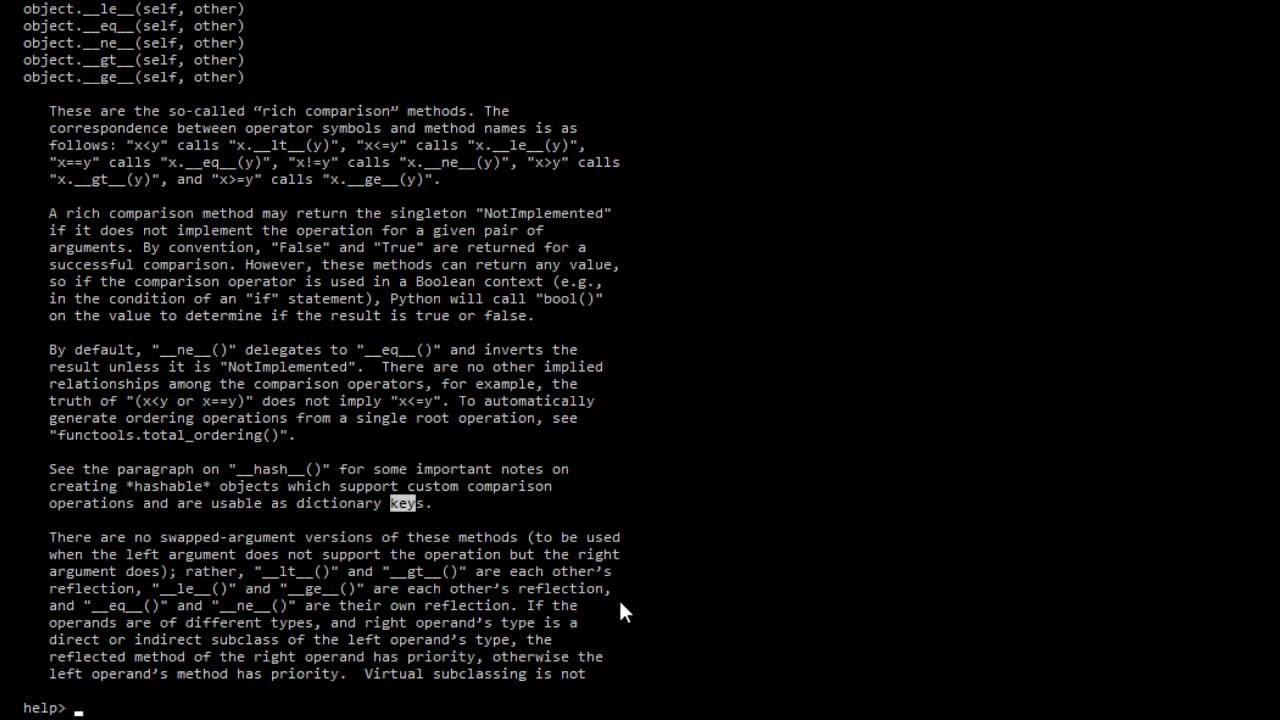 object.__le__(self, other)
object.__eq__(self, other)
object.__ne__(self, other)
object.__gt__(self, other)
object.__ge__(self, other)
These are the so-called “rich comparison” methods. The
correspondence between operator symbols and method names is as
follows: "x<y" calls "x.__lt__(y)", "x<=y" calls "x.__le__(y)",
"x==y" calls "x.__eq__(y)", "x!=y" calls "x.__ne__(y)", "x>y" calls
"x.__gt__(y)", and "x>=y" calls "x.__ge__(y)".
A rich comparison method may return the singleton "NotImplemented"
if it does not implement the operation for a given pair of
arguments. By convention, "False" and "True" are returned for a
successful comparison. However, these methods can return any value,
so if the comparison operator is used in a Boolean context (e.g.,
in the condition of an "if" statement), Python will call "bool()"
on the value to determine if the result is true or false.
By default, "__ne__()" delegates to "__eq__()" and inverts the
result unless it is "NotImplemented".  There are no other implied
relationships among the comparison operators, for example, the
truth of "(x<y or x==y)" does not imply "x<=y". To automatically
generate ordering operations from a single root operation, see
"functools.total_ordering()".
See the paragraph on "__hash__()" for some important notes on
creating *hashable* objects which support custom comparison
operations and are usable as dictionary keys.
There are no swapped-argument versions of these methods (to be used
when the left argument does not support the operation but the right
argument does); rather, "__lt__()" and "__gt__()" are each other’s
reflection, "__le__()" and "__ge__()" are each other’s reflection,
and "__eq__()" and "__ne__()" are their own reflection. If the
operands are of different types, and right operand’s type is a
direct or indirect subclass of the left operand’s type, the
reflected method of the right operand has priority, otherwise the
left operand’s method has priority.  Virtual subclassing is not
help> _